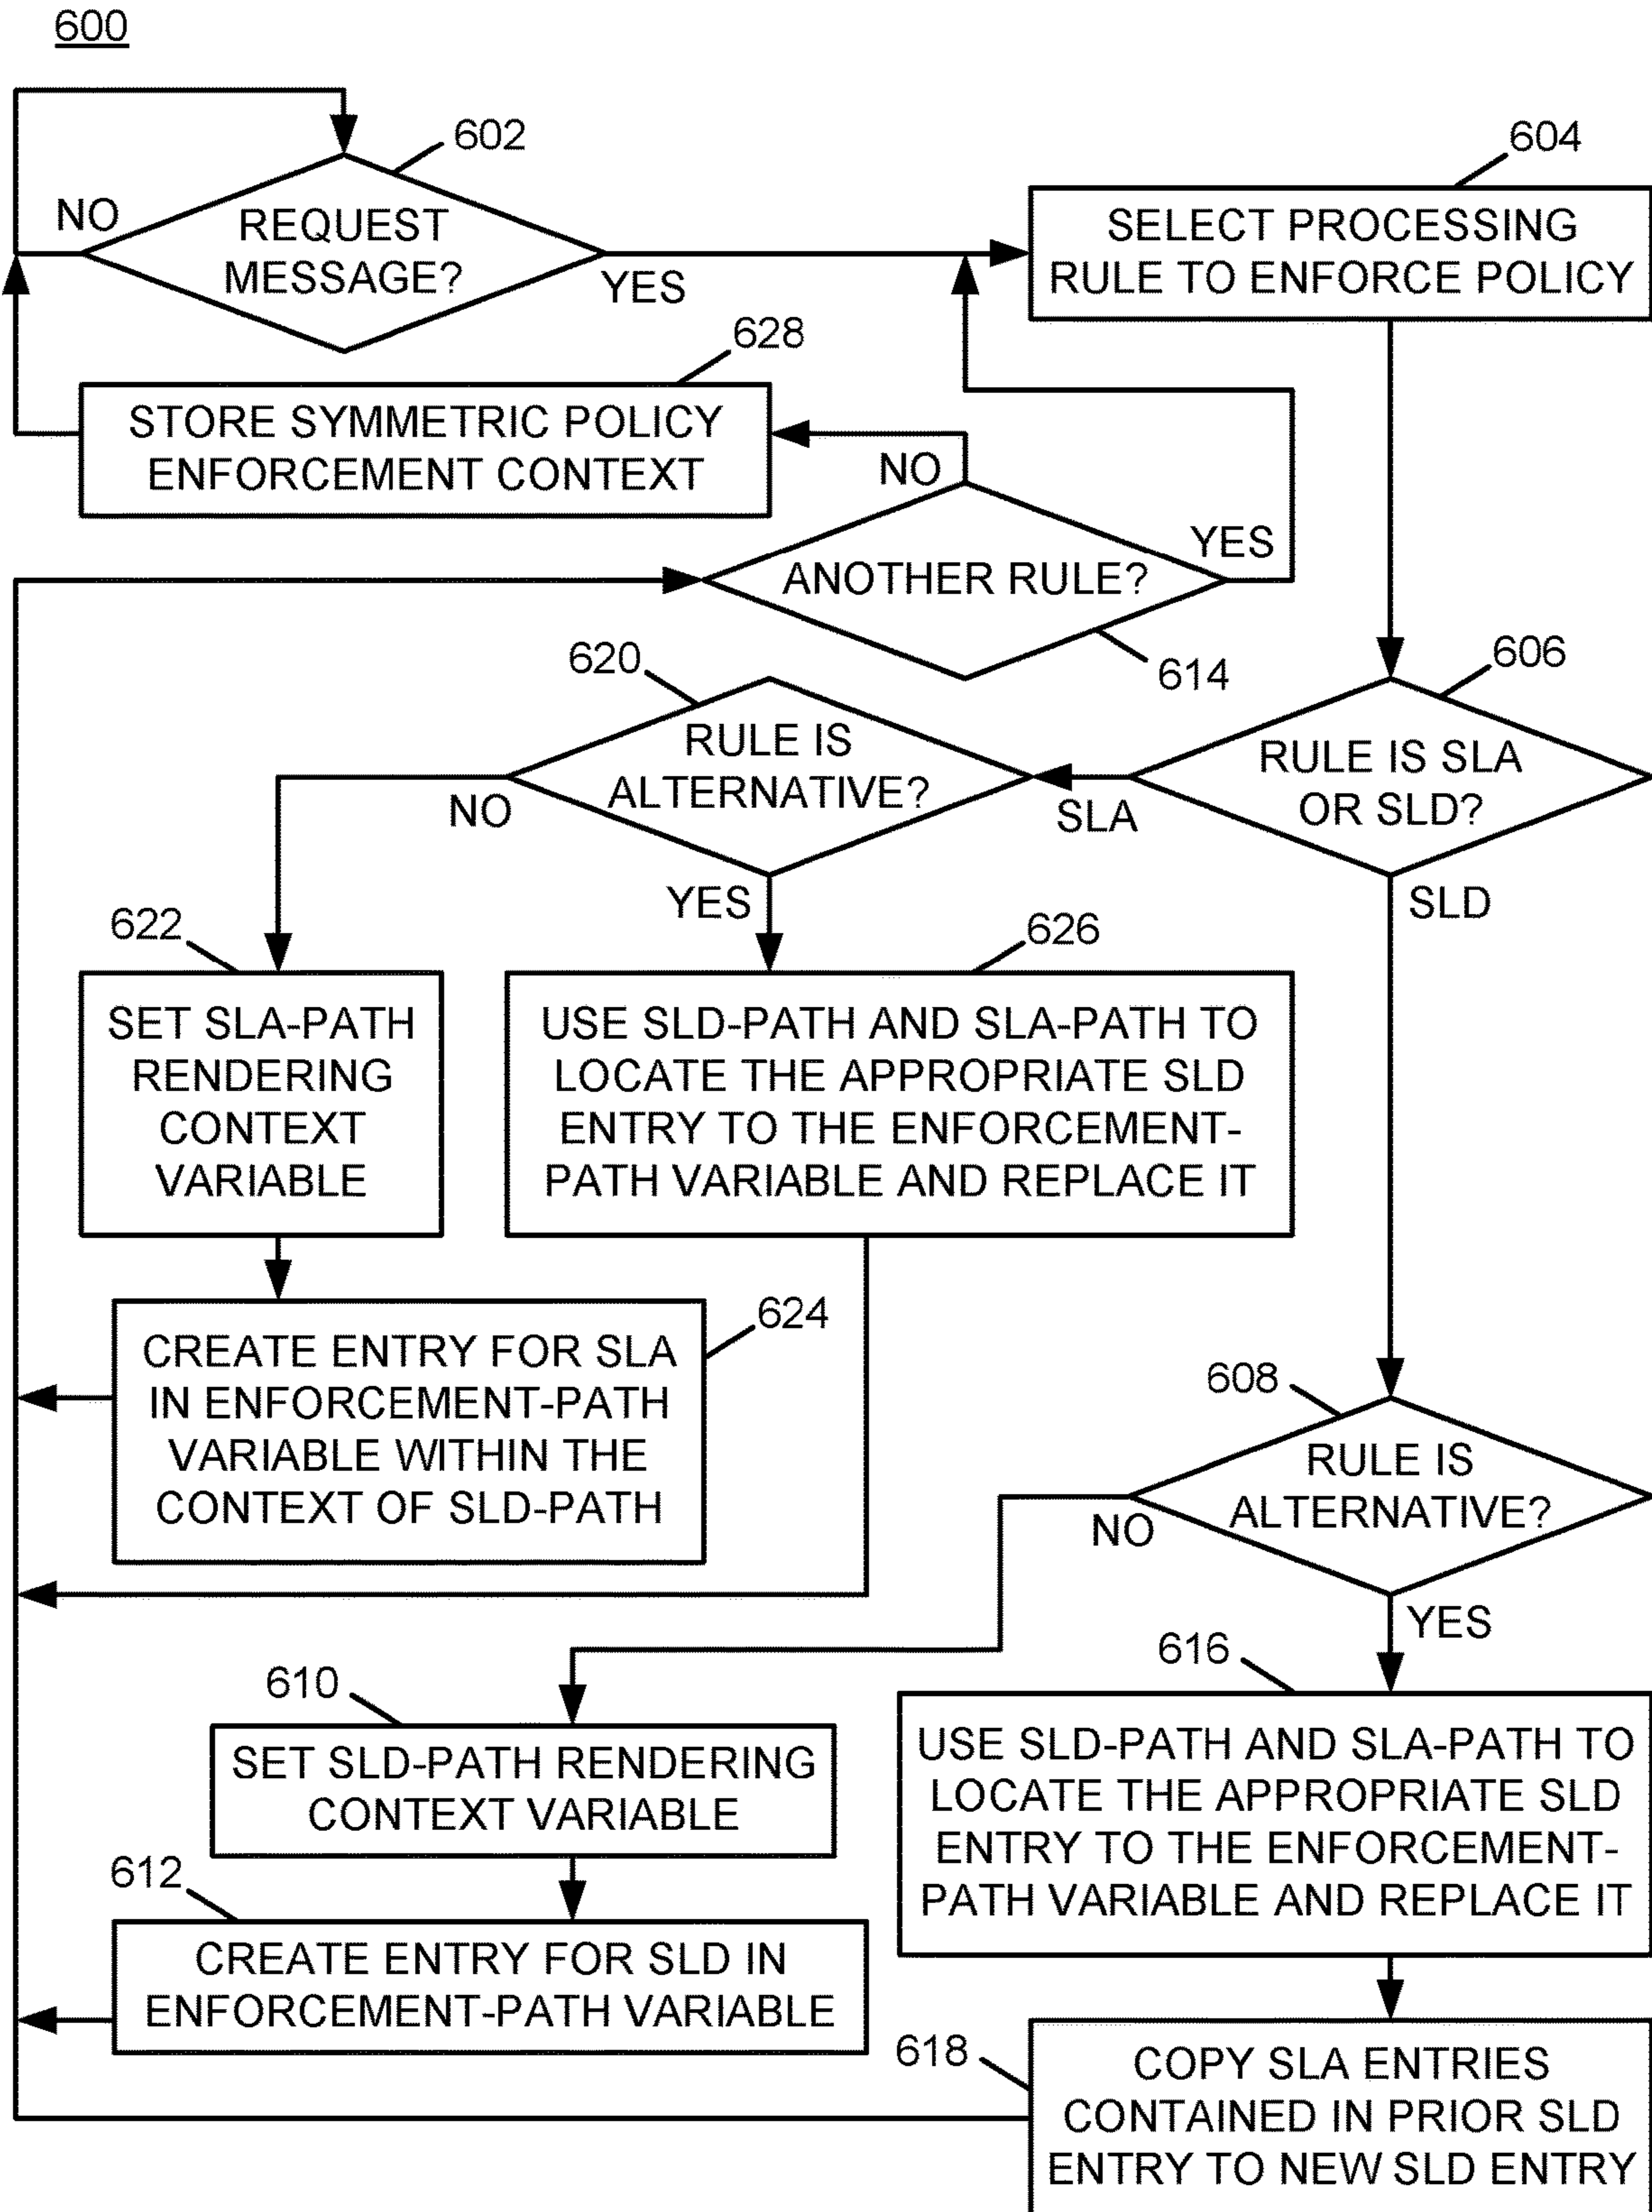 600
602
NO
REQUEST
MESSAGE?
YES
604
SELECT PROCESSING
RULE TO ENFORCE POLICY
628
STORE SYMMETRIC POLICY
ENFORCEMENT CONTEXT
NO
YES
ANOTHER RULE?
614
620
RULE IS
ALTERNATIVE?
NO
YES
606
RULE IS SLA
OR SLD?
SLA
SLD
622
SET SLA-PATH
RENDERING
CONTEXT
VARIABLE
626
USE SLD-PATH AND SLA-PATH TO
LOCATE THE APPROPRIATE SLD
ENTRY TO THE ENFORCEMENT-
PATH VARIABLE AND REPLACE IT
624
CREATE ENTRY FOR SLA
IN ENFORCEMENT-PATH
VARIABLE WITHIN THE
CONTEXT OF SLD-PATH
608
RULE IS
ALTERNATIVE?
NO
YES
610
SET SLD-PATH RENDERING
CONTEXT VARIABLE
616
USE SLD-PATH AND SLA-PATH TO
LOCATE THE APPROPRIATE SLD
ENTRY TO THE ENFORCEMENT-
PATH VARIABLE AND REPLACE IT
612
CREATE ENTRY FOR SLD IN
ENFORCEMENT-PATH VARIABLE
618
COPY SLA ENTRIES
CONTAINED IN PRIOR SLD
ENTRY TO NEW SLD ENTRY